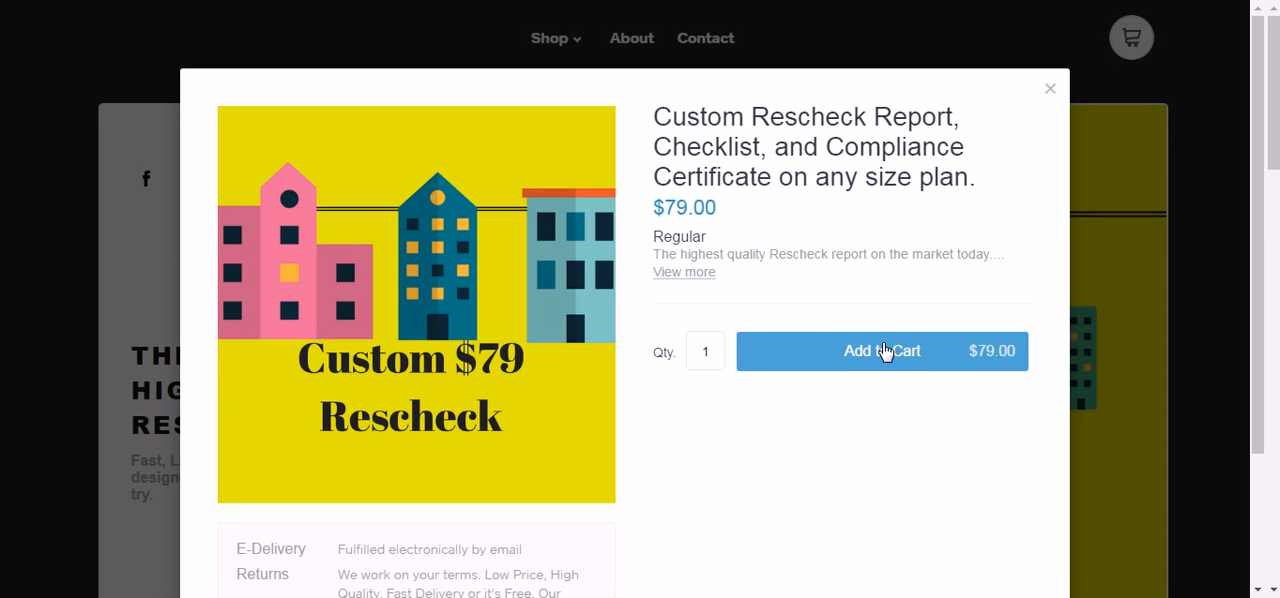 Shop
About
Contact
Custom Rescheck Report,
Checklist, and Compliance
Certificate on any size plan.
$79.00
Regular
The highest quality Rescheck report on the market today....
View more
Qty.
1
Add to Cart
$79.00
Custom $79
Rescheck
E-Delivery
Fulfilled electronically by email
Returns
We work on your terms. Low Price, High
Quality, Fast Delivery or it's Free. Our
Fast,
try.